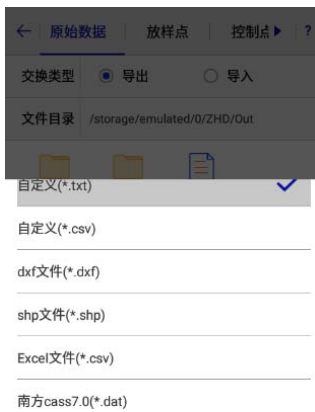 ← 原始数据 放样点 控制点 ?
交换类型 导出 导入
文件目录 /storage/emulated/0/ZHD/Out
自定义(*.txt)
自定义(*.csv)
dxf文件(*.dxf)
shp文件(*.shp)
Excel文件(*.csv)
南方cass7.0(*.dat)